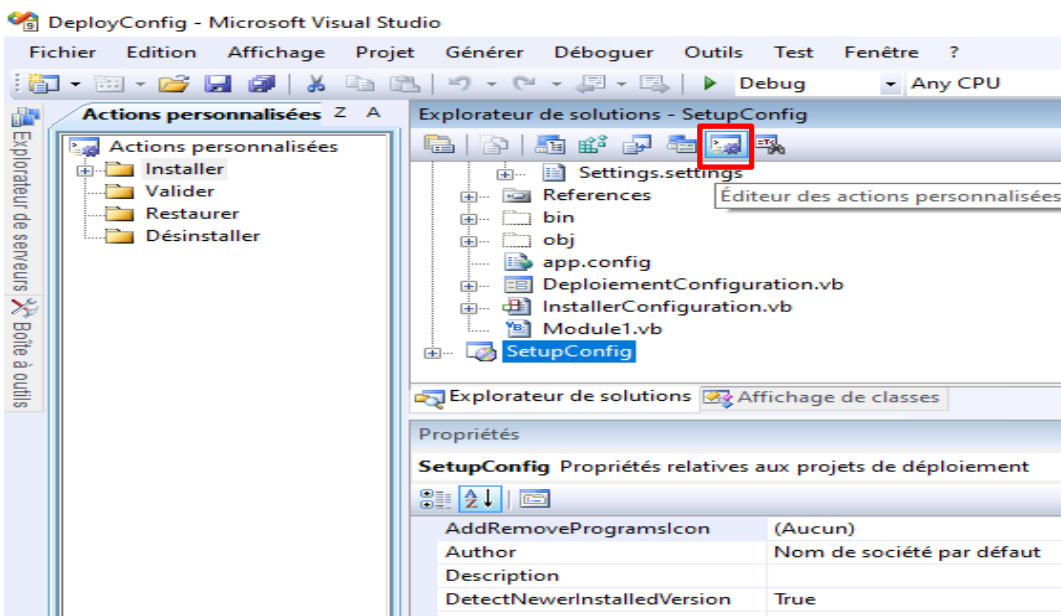 DeployConfig - Microsoft Visual Studio
Fichier Edition Affichage Projet Générer Déboguer Outils Test Fenêtre ?
Debug Any CPU
Explorateur de serveurs
Boîte à outils
Actions personnalisées Z A
Actions personnalisées
Installer
Valider
Restaurer
Désinstaller
Explorateur de solutions - SetupConfig
Settings.settings
References
Éditeur des actions personnalisées
bin
obj
app.config
DeploiementConfiguration.vb
InstallerConfiguration.vb
Module1.vb
SetupConfig
Explorateur de solutions Affichage de classes
Propriétés
SetupConfig Propriétés relatives aux projets de déploiement
AddRemoveProgramsIcon (Aucun)
Author Nom de société par défaut
Description
DetectNewerInstalledVersion True